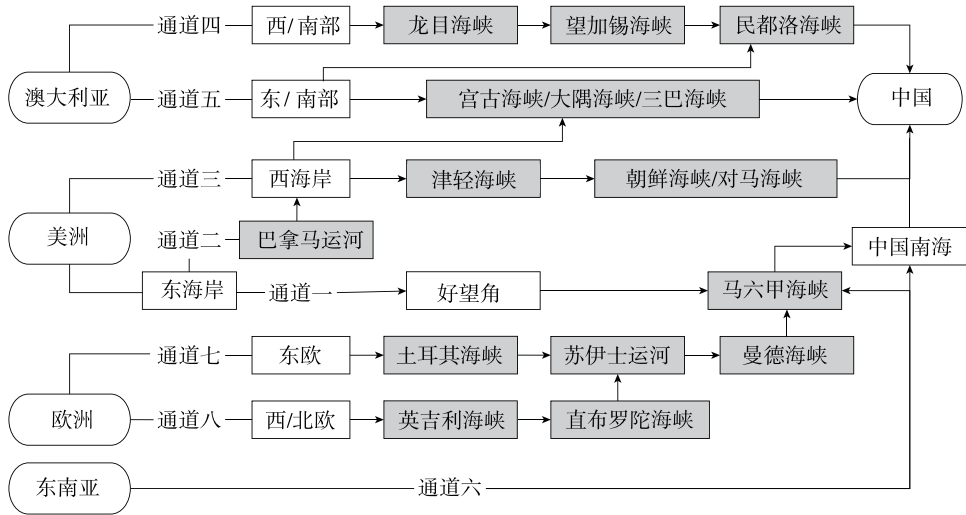 通道四 西/南部 龙目海峡 望加锡海峡 民都洛海峡
澳大利亚 通道五 东/南部 宫古海峡/大隅海峡/三巴海峡 中国
通道三 西海岸 津轻海峡 朝鲜海峡/对马海峡
美洲 通道二 巴拿马运河 中国南海
东海岸 通道一 好望角 马六甲海峡
通道七 东欧 土耳其海峡 苏伊士运河 曼德海峡
欧洲 通道八 西/北欧 英吉利海峡 直布罗陀海峡
东南亚 通道六